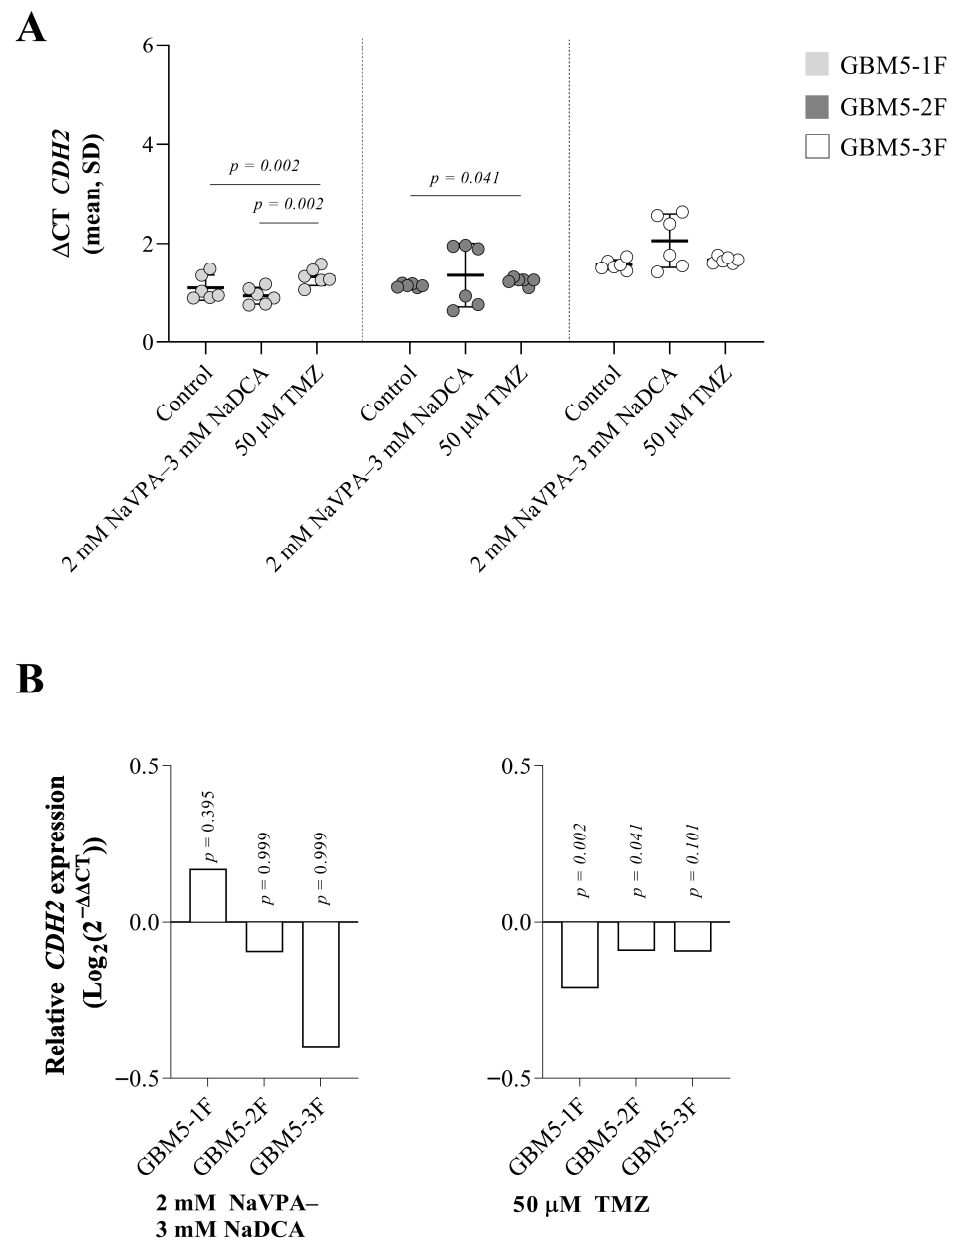 A
ΔCT CDH2
(mean, SD)
6
4
2
0
p = 0.002
p = 0.002
p = 0.041
GBM5-1F
GBM5-2F
GBM5-3F
Control
2 mM NaVPA–3 mM NaDCA
50 μM TMZ
Control
2 mM NaVPA–3 mM NaDCA
50 μM TMZ
Control
2 mM NaVPA–3 mM NaDCA
50 μM TMZ
B
Relative CDH2 expression
(Log₂(2⁻ΔΔCT))
0.5
0.0
−0.5
p = 0.395
p = 0.999
p = 0.999
GBM5-1F
GBM5-2F
GBM5-3F
2 mM NaVPA–
3 mM NaDCA
0.5
0.0
−0.5
p = 0.002
p = 0.041
p = 0.101
GBM5-1F
GBM5-2F
GBM5-3F
50 μM TMZ